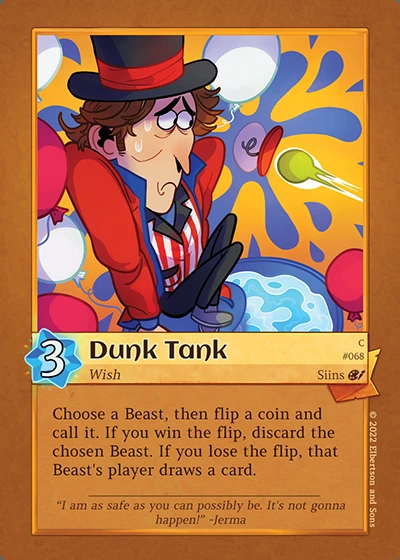 3
Dunk Tank
C
#068
Wish
Siins
Choose a Beast, then flip a coin and
call it. If you win the flip, discard the
chosen Beast. If you lose the flip, that
Beast's player draws a card.
“I am as safe as you can possibly be. It's not gonna
happen!” -Jerma
© 2022 Elbertson and Sons